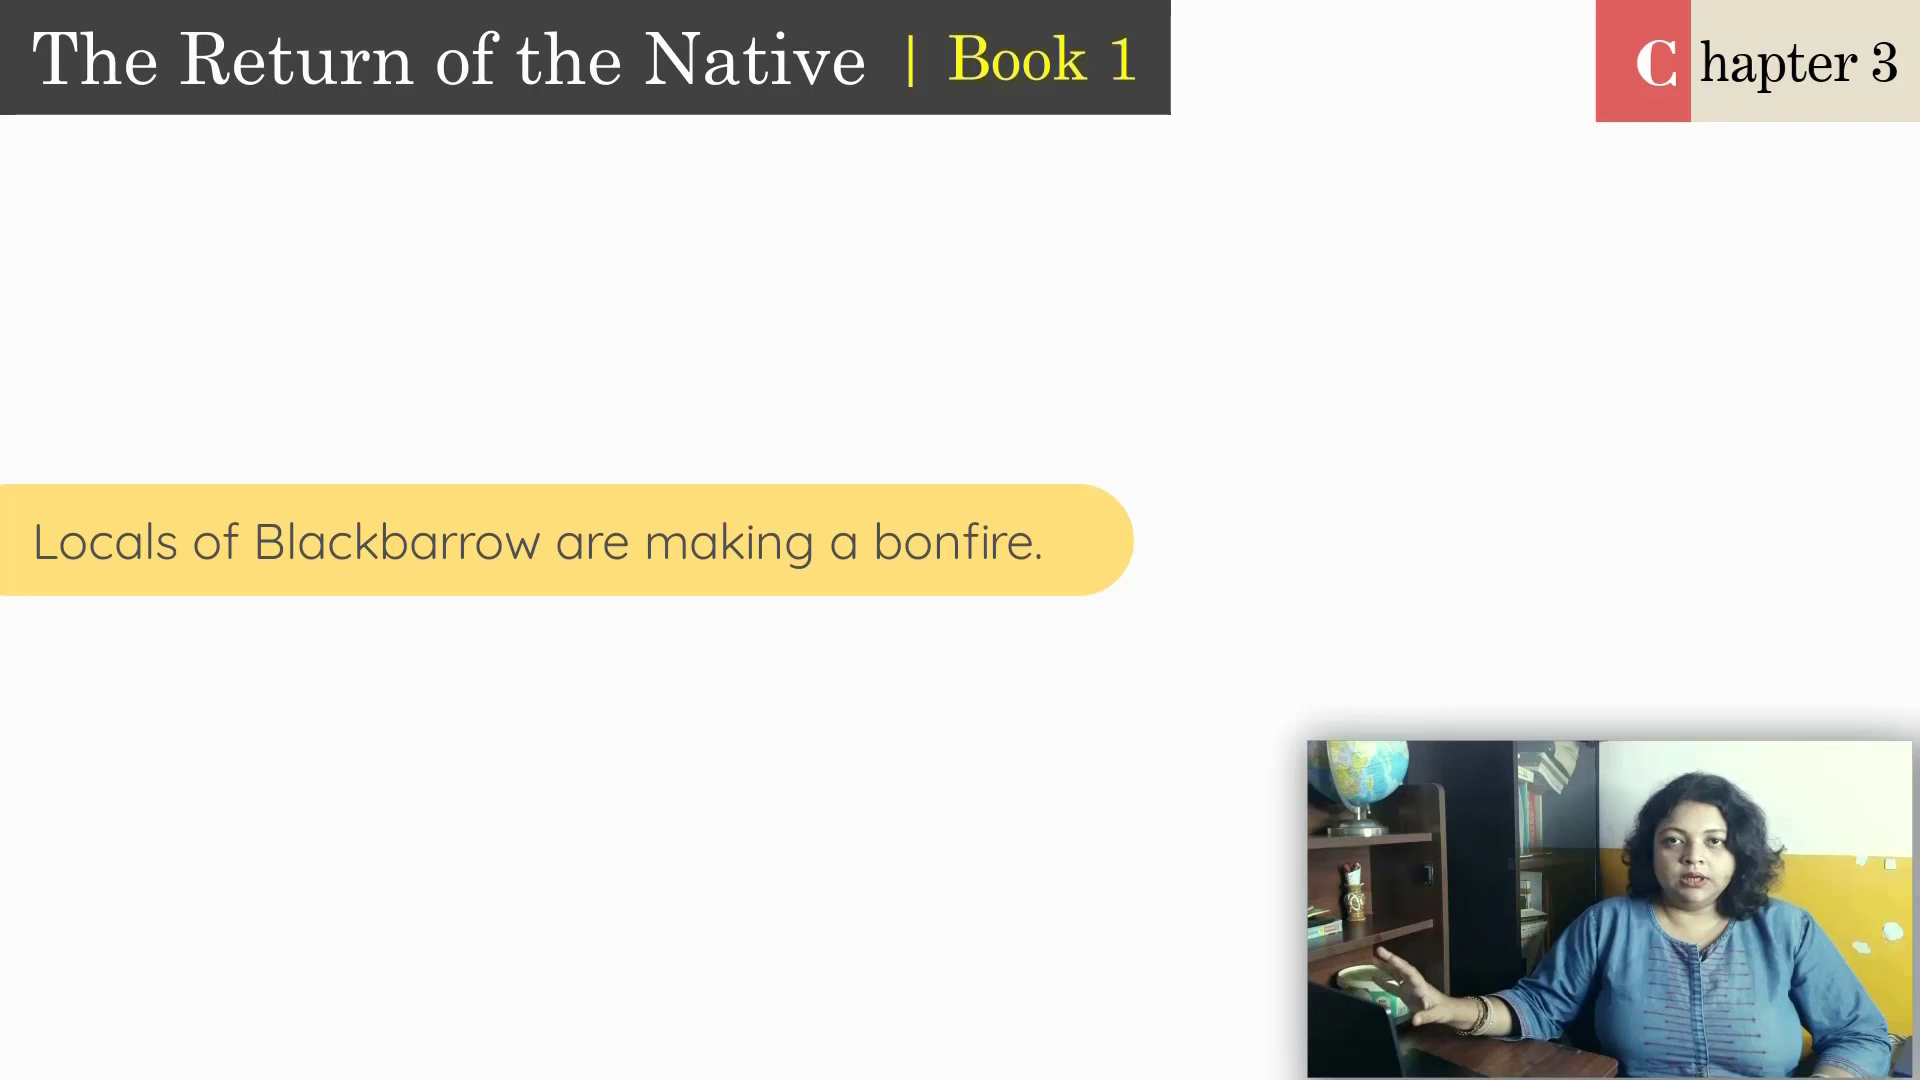 The Return of the Native | Book 1
Chapter 3
Locals of Blackbarrow are making a bonfire.